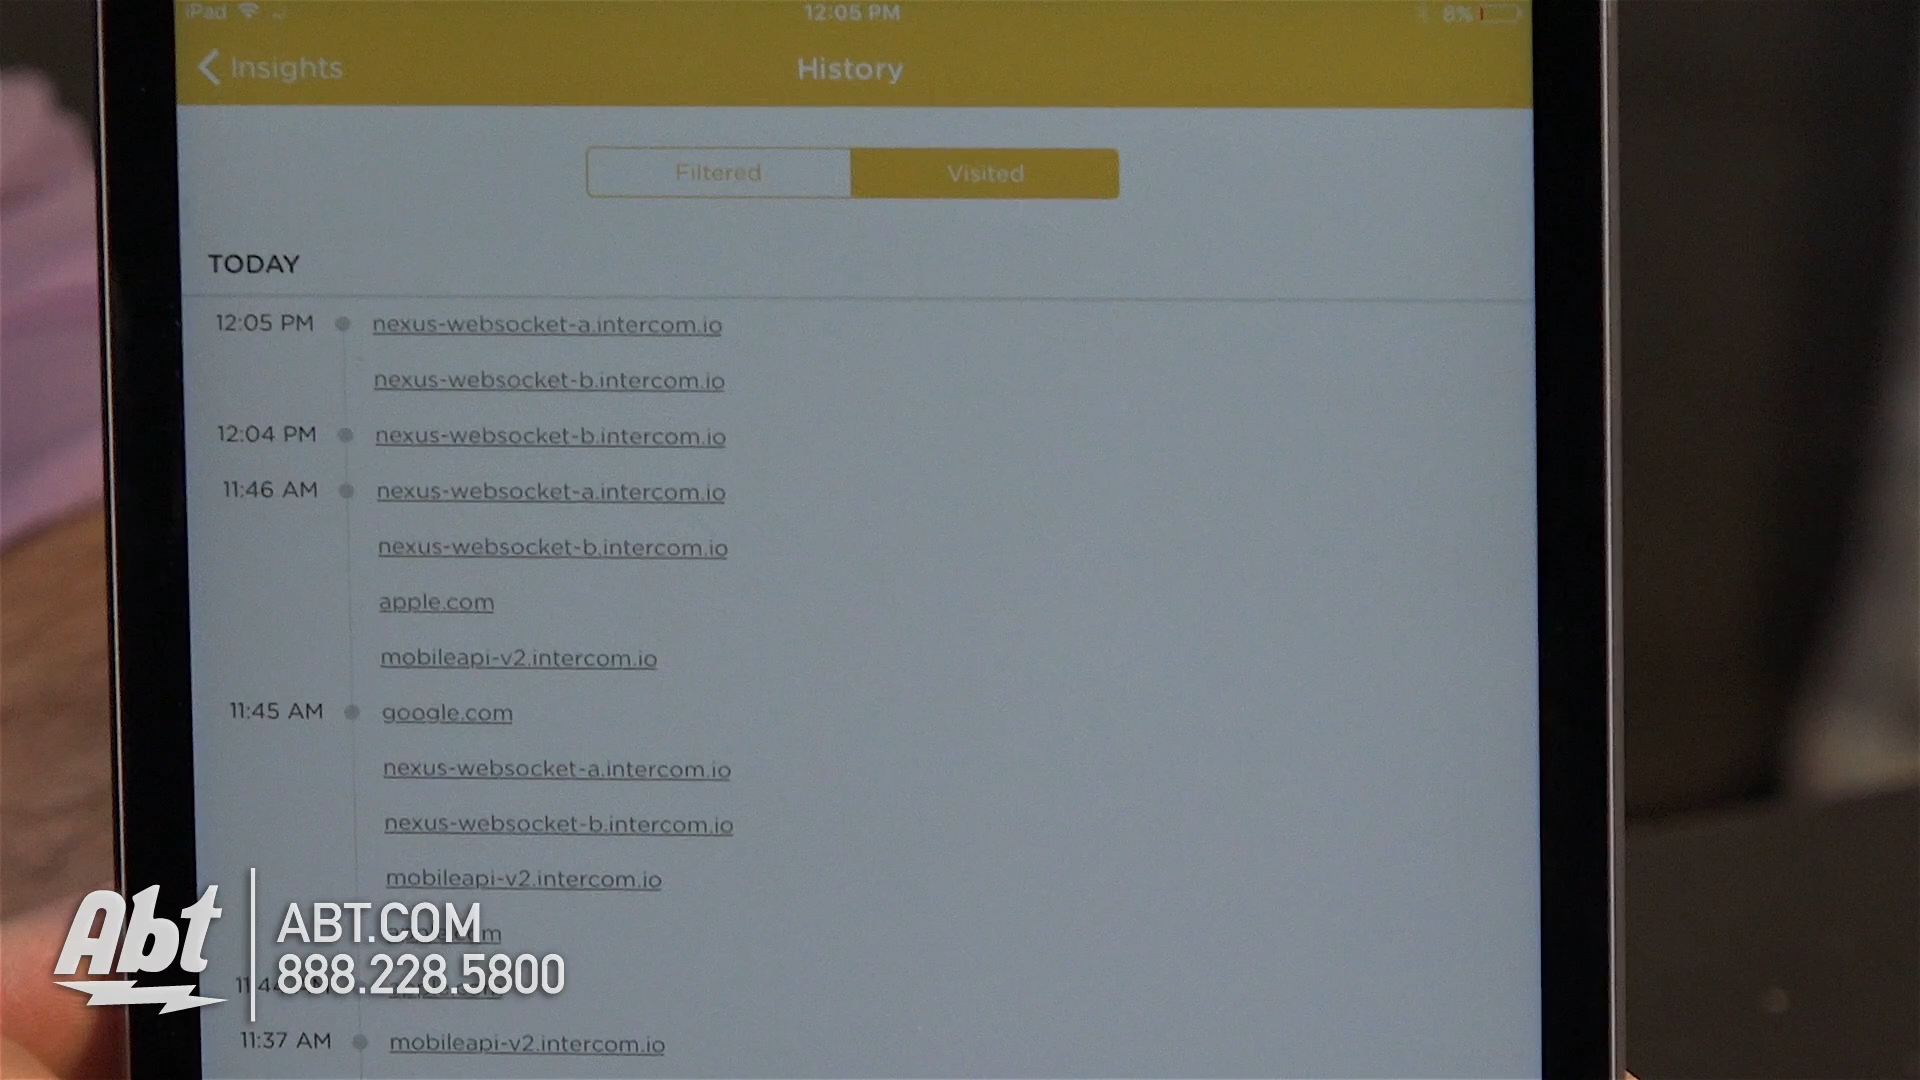 iPad 12:05 PM 8%
Insights History
Filtered Visited
TODAY
12:05 PM nexus-websocket-a.intercom.io
nexus-websocket-b.intercom.io
12:04 PM nexus-websocket-b.intercom.io
11:46 AM nexus-websocket-a.intercom.io
nexus-websocket-b.intercom.io
apple.com
mobileapi-v2.intercom.io
11:45 AM google.com
nexus-websocket-a.intercom.io
nexus-websocket-b.intercom.io
mobileapi-v2.intercom.io
11:37 AM mobileapi-v2.intercom.io
Abt
ABT.COM
888.228.5800